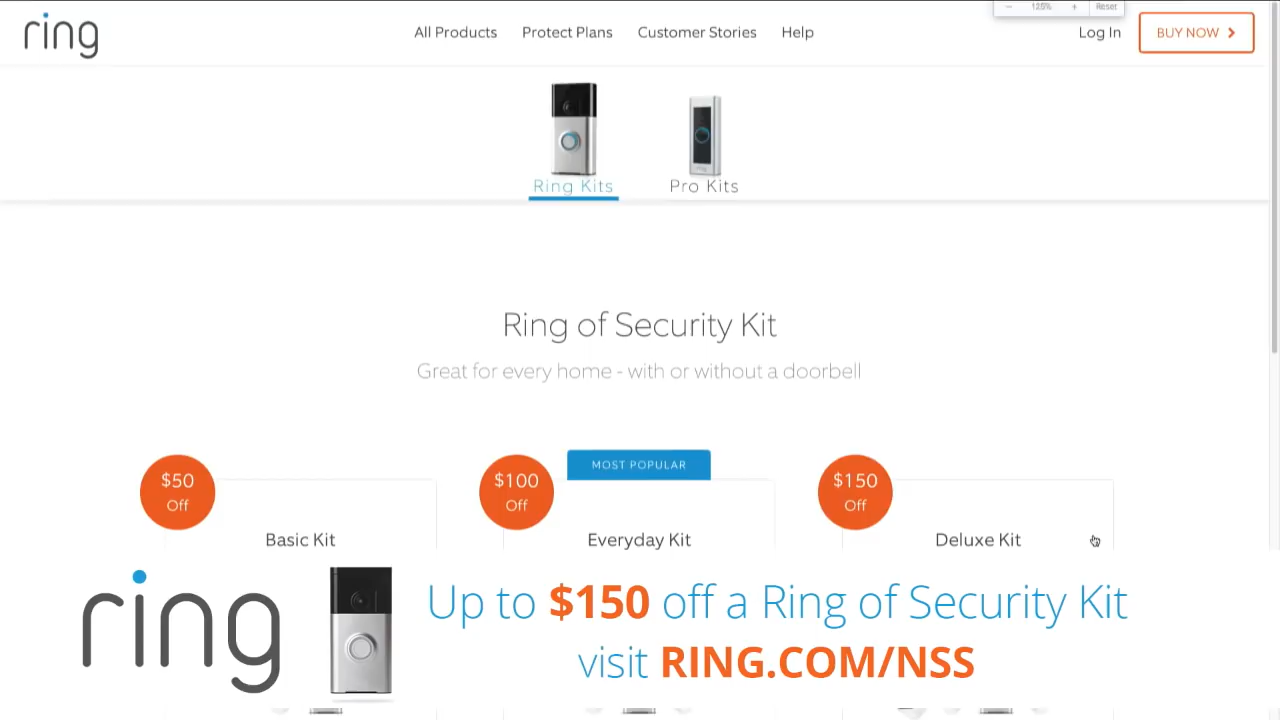 − 125% + Reset
ring All Products Protect Plans Customer Stories Help Log In BUY NOW
Ring Kits Pro Kits
Ring of Security Kit
Great for every home - with or without a doorbell
MOST POPULAR
$50 $100 $150
Off Off Off
Basic Kit Everyday Kit Deluxe Kit
ring
Up to $150 off a Ring of Security Kit
visit RING.COM/NSS